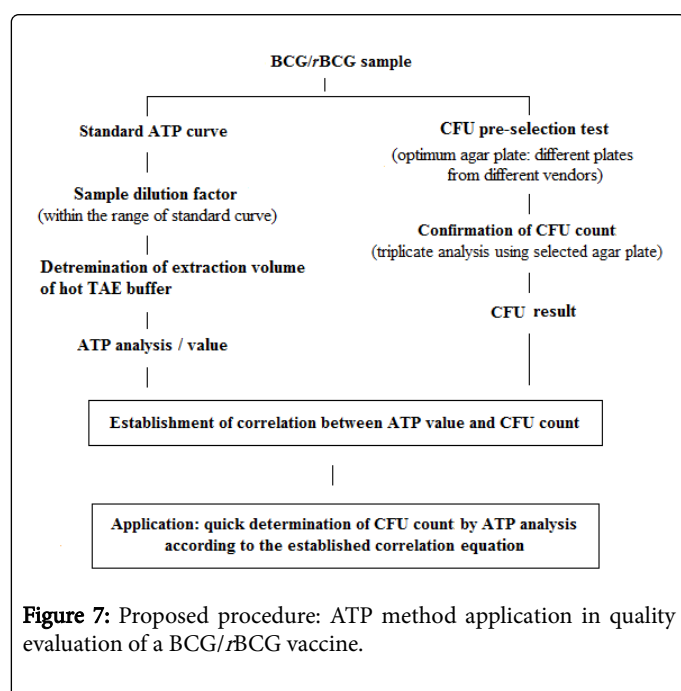 BCG/rBCG sample
Standard ATP curve
Sample dilution factor
(within the range of standard curve)
Detremination of extraction volume
of hot TAE buffer
ATP analysis / value
CFU pre-selection test
(optimum agar plate: different plates
from different vendors)
Confirmation of CFU count
(triplicate analysis using selected agar plate)
CFU result
Establishment of correlation between ATP value and CFU count
Application: quick determination of CFU count by ATP analysis
according to the established correlation equation
Figure 7: Proposed procedure: ATP method application in quality
evaluation of a BCG/rBCG vaccine.